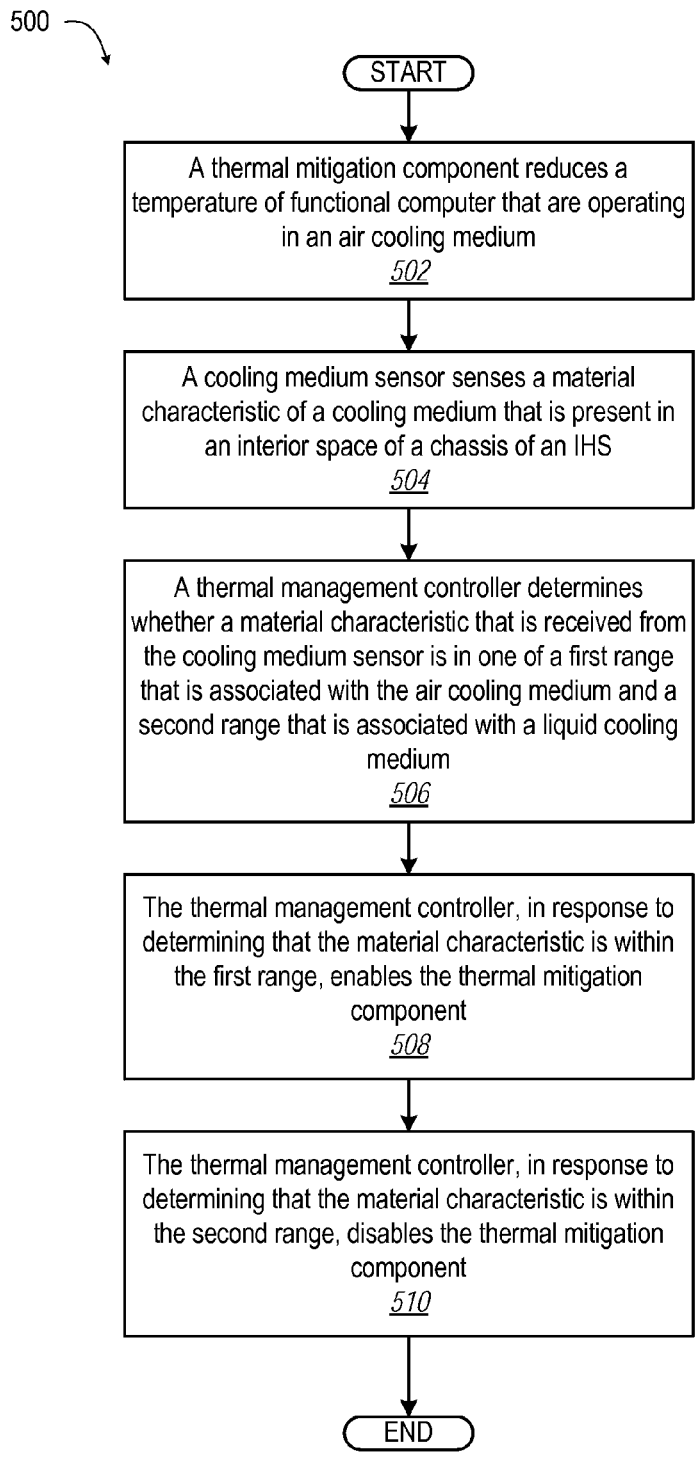 500
START
A thermal mitigation component reduces a
temperature of functional computer that are operating
in an air cooling medium
502
A cooling medium sensor senses a material
characteristic of a cooling medium that is present in
an interior space of a chassis of an IHS
504
A thermal management controller determines
whether a material characteristic that is received from
the cooling medium sensor is in one of a first range
that is associated with the air cooling medium and a
second range that is associated with a liquid cooling
medium
506
The thermal management controller, in response to
determining that the material characteristic is within
the first range, enables the thermal mitigation
component
508
The thermal management controller, in response to
determining that the material characteristic is within
the second range, disables the thermal mitigation
component
510
END